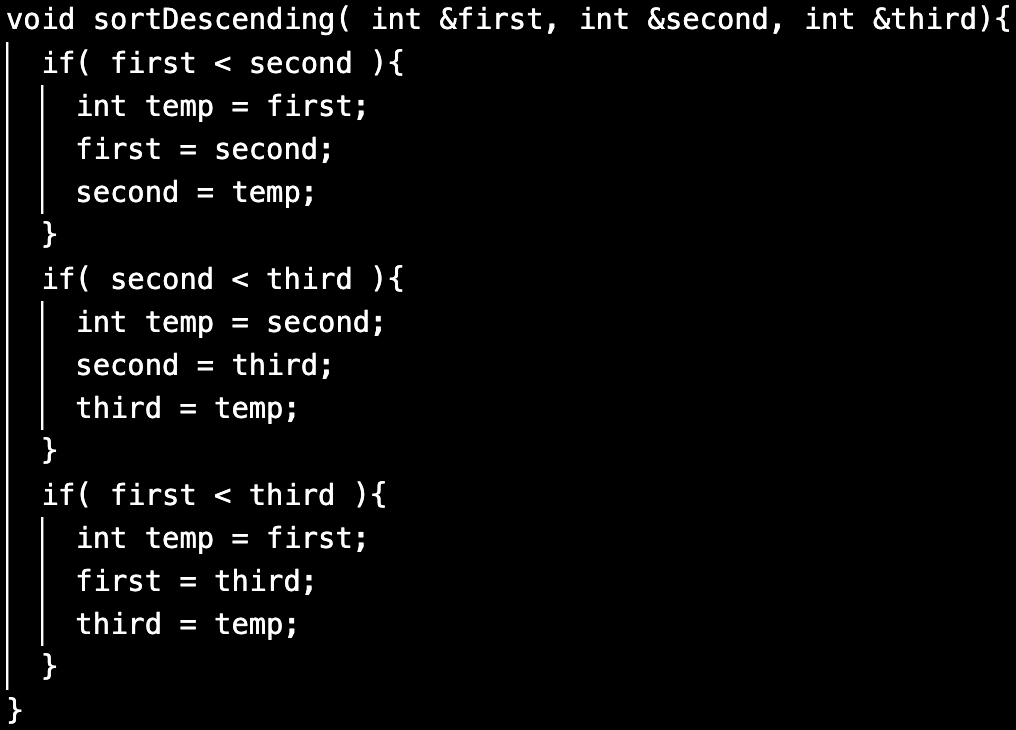 void sortDescending( int &first, int &second, int &third){
if( first < second ){
int temp = first;
first = second;
second = temp;
}
if( second < third ){
int temp = second;
second = third;
third = temp;
}
if( first < third ){
int temp = first;
first = third;
third = temp;
}
}